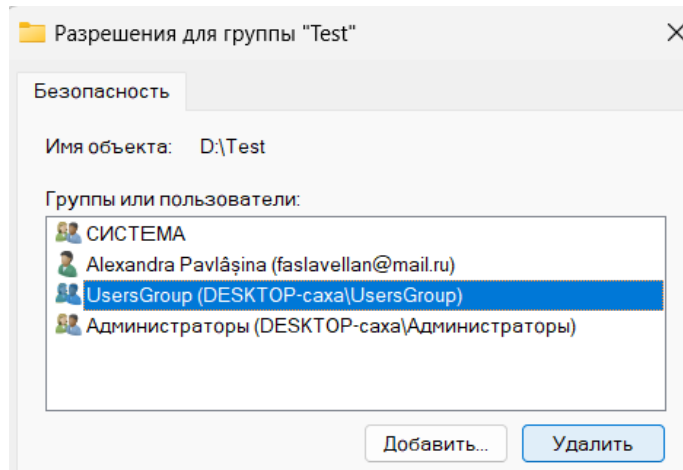 Разрешения для группы "Test"
Безопасность
Имя объекта: D:\Test
Группы или пользователи:
СИСТЕМА
Alexandra Pavlâșina (faslavellan@mail.ru)
UsersGroup (DESKTOP-caxa\UsersGroup)
Администраторы (DESKTOP-caxa\Администраторы)
Добавить... Удалить